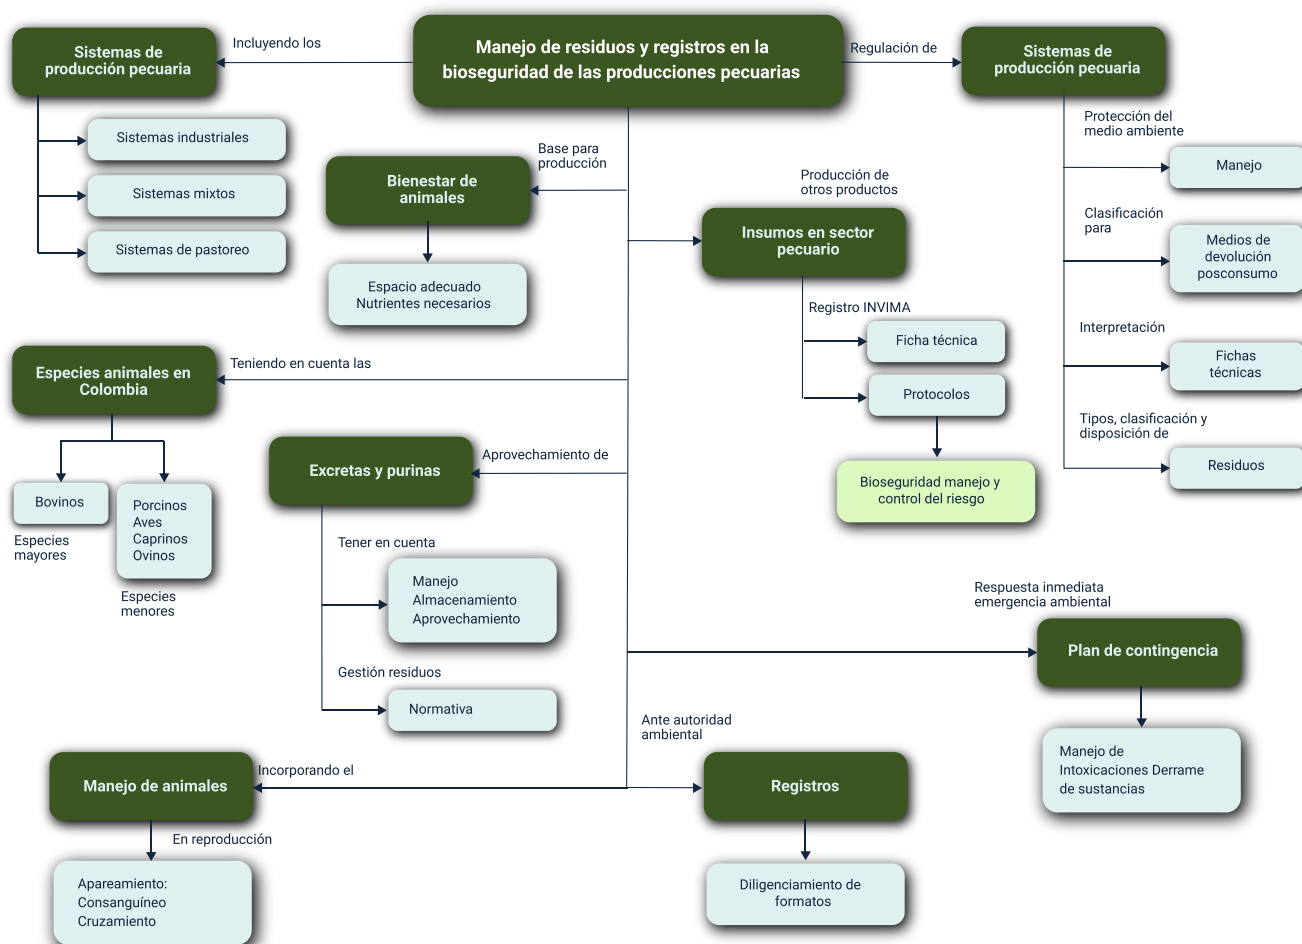 Manejo de residuos y registros en la
bioseguridad de las producciones pecuarias
Incluyendo los
Sistemas de
producción pecuaria
Sistemas industriales
Sistemas mixtos
Sistemas de pastoreo
Regulación de
Sistemas de
producción pecuaria
Protección del
medio ambiente
Manejo
Clasificación
para
Medios de
devolución
posconsumo
Interpretación
Fichas
técnicas
Tipos, clasificación y
disposición de
Residuos
Base para
producción
Bienestar de
animales
Espacio adecuado
Nutrientes necesarios
Producción de
otros productos
Insumos en sector
pecuario
Registro INVIMA
Ficha técnica
Protocolos
Bioseguridad manejo y
control del riesgo
Teniendo en cuenta las
Especies animales en
Colombia
Bovinos
Especies
mayores
Porcinos
Aves
Caprinos
Ovinos
Especies
menores
Aprovechamiento de
Excretas y purinas
Tener en cuenta
Manejo
Almacenamiento
Aprovechamiento
Gestión residuos
Normativa
Respuesta inmediata
emergencia ambiental
Plan de contingencia
Manejo de
Intoxicaciones Derrame
de sustancias
Incorporando el
Manejo de animales
En reproducción
Apareamiento:
Consanguíneo
Cruzamiento
Ante autoridad
ambiental
Registros
Diligenciamiento de
formatos